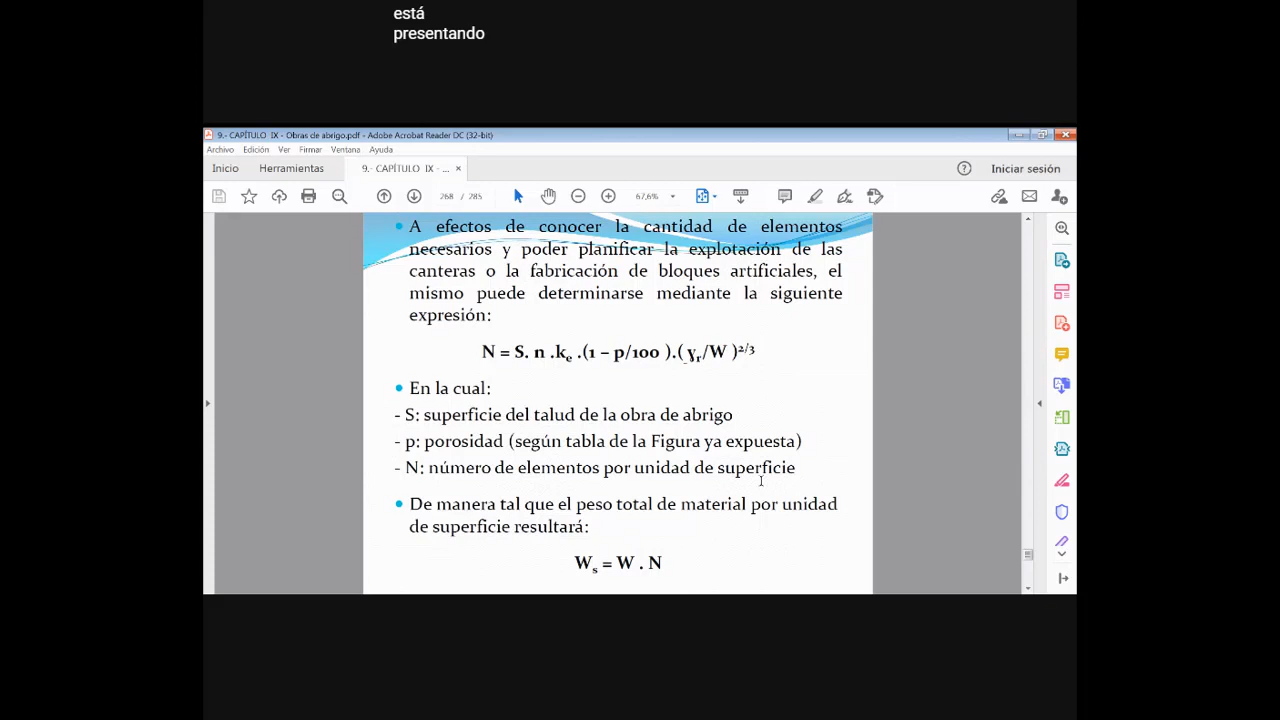 está
presentando
9.- CAPÍTULO IX - Obras de abrigo.pdf - Adobe Acrobat Reader DC (32-bit)
Archivo Edición Ver Firmar Ventana Ayuda
Inicio Herramientas 9.- CAPÍTULO IX - ... × Iniciar sesión
268 / 285 67,6%
• A efectos de conocer la cantidad de elementos
necesarios y poder planificar la explotación de las
canteras o la fabricación de bloques artificiales, el
mismo puede determinarse mediante la siguiente
expresión:
N = S. n .kₑ .(1 – p/100 ).( ɣᵣ/W )²/³
• En la cual:
- S: superficie del talud de la obra de abrigo
- p: porosidad (según tabla de la Figura ya expuesta)
- N: número de elementos por unidad de superficie
• De manera tal que el peso total de material por unidad
de superficie resultará:
Wₛ = W . N